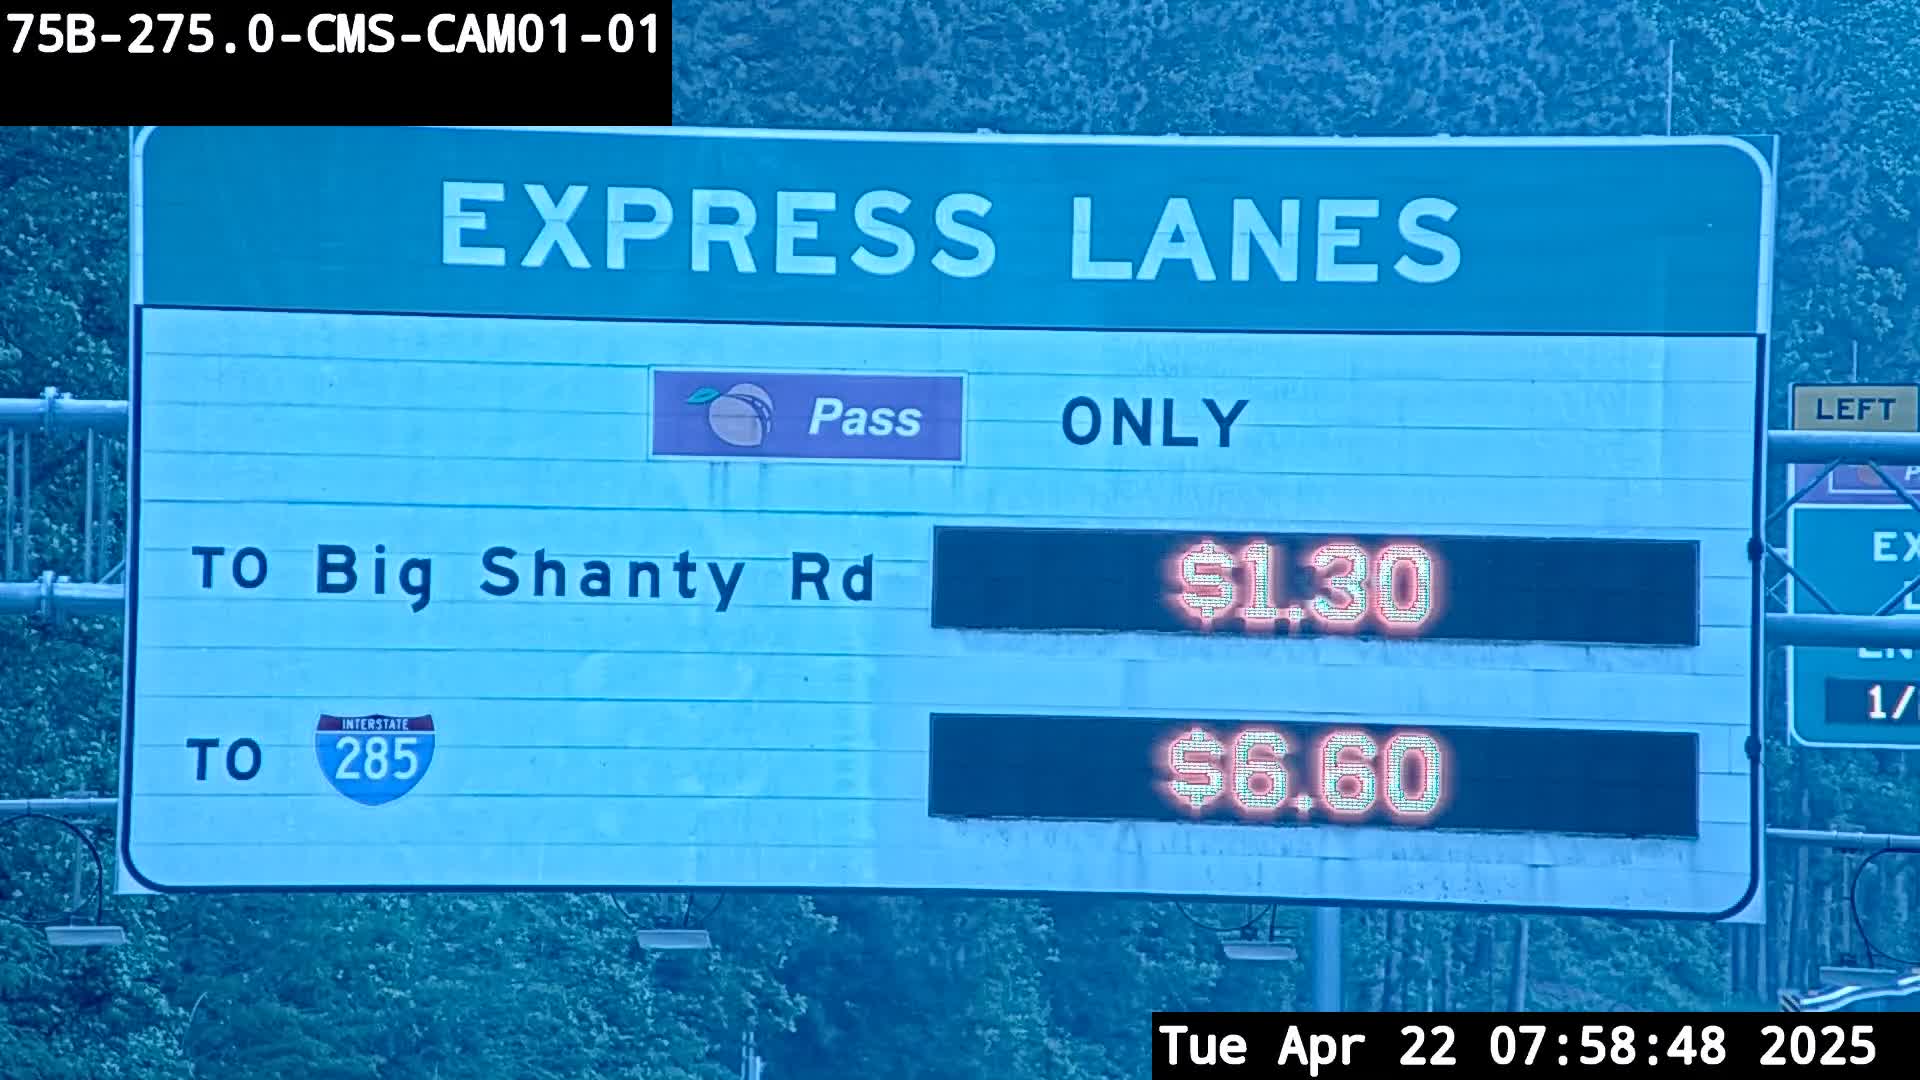 75B-275.0-CMS-CAM01-01
EXPRESS LANES
Pass ONLY
TO Big Shanty Rd $1.30
TO INTERSTATE 285 $6.60
LEFT
1/
Tue Apr 22 07:58:48 2025